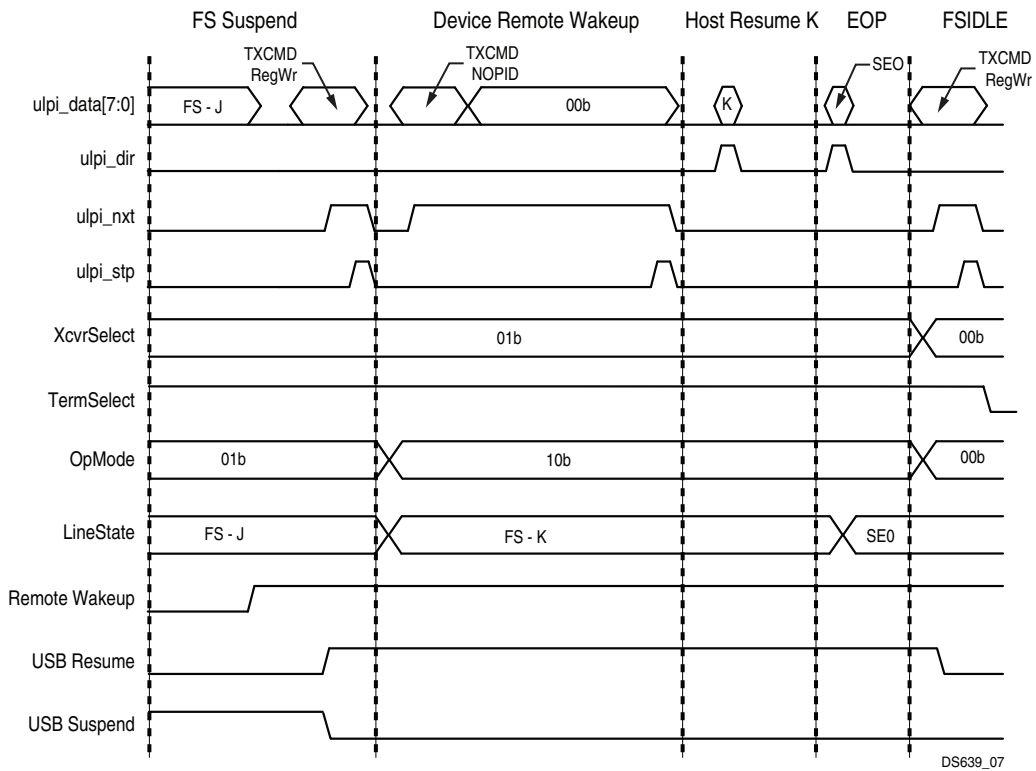 FS Suspend Device Remote Wakeup Host Resume K EOP FSIDLE
TXCMD
RegWr
TXCMD
NOPID
SEO
TXCMD
RegWr
ulpi_data[7:0] FS - J 00b K
ulpi_dir
ulpi_nxt
ulpi_stp
XcvrSelect 01b 00b
TermSelect
OpMode 01b 10b 00b
LineState FS - J FS - K SE0
Remote Wakeup
USB Resume
USB Suspend
DS639_07